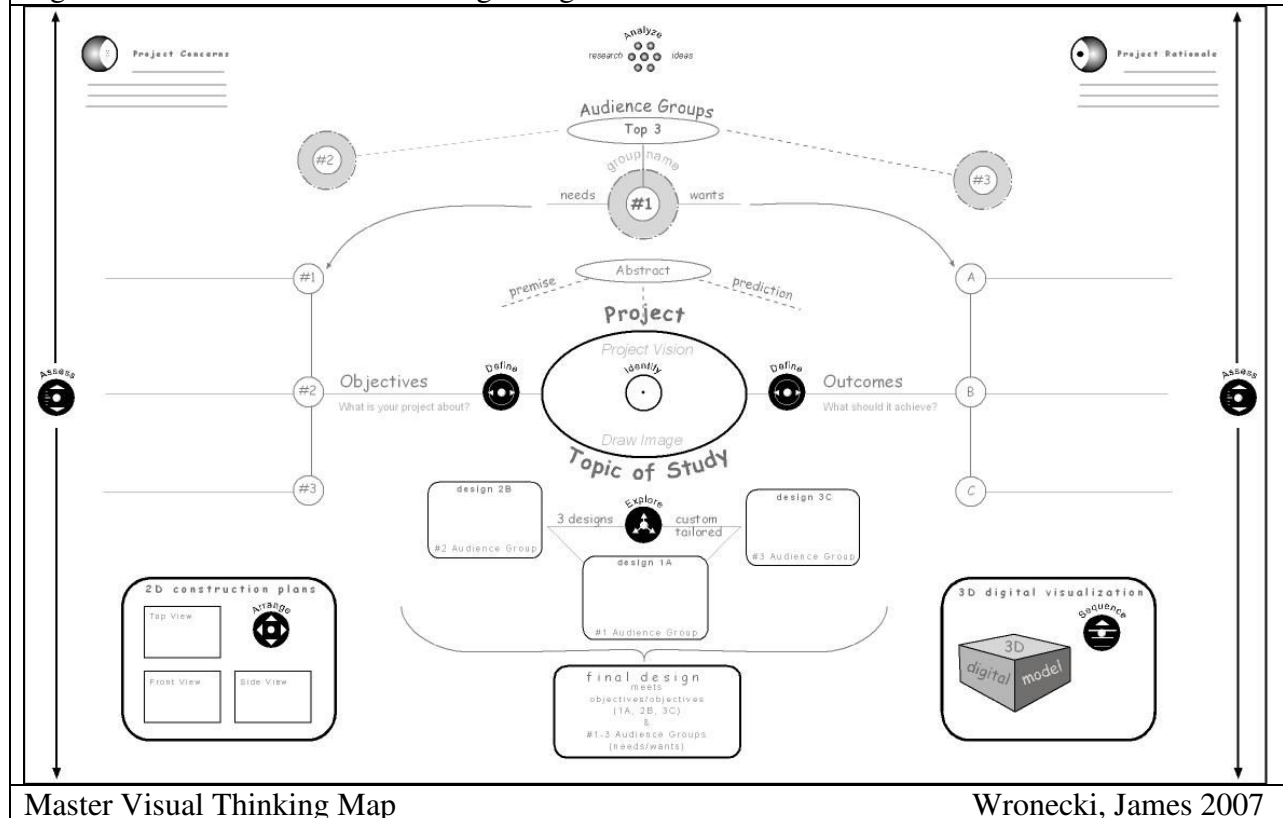 Project Concerns
Analyze
research
ideas
Project Rationale
Audience Groups
Top 3
#2
group name
#3
needs
#1
wants
#1
Abstract
A
premise
prediction
Project
Project Vision
Assess
#2
Objectives
What is your project about?
Define
Identify
Define
Outcomes
What should it achieve?
B
Assess
Draw Image
Topic of Study
#3
C
design 2B
#2 Audience Group
3 designs
Explore
custom
tailored
design 3C
#3 Audience Group
design 1A
#1 Audience Group
2D construction plans
Top View
Arrange
Front View
Side View
3D digital visualization
Sequence
3D
digital
model
final design
meets
objectives/objectives
(1A, 2B, 3C)
&
#1-3 Audience Groups
(needs/wants)
Master Visual Thinking Map
Wronecki, James 2007